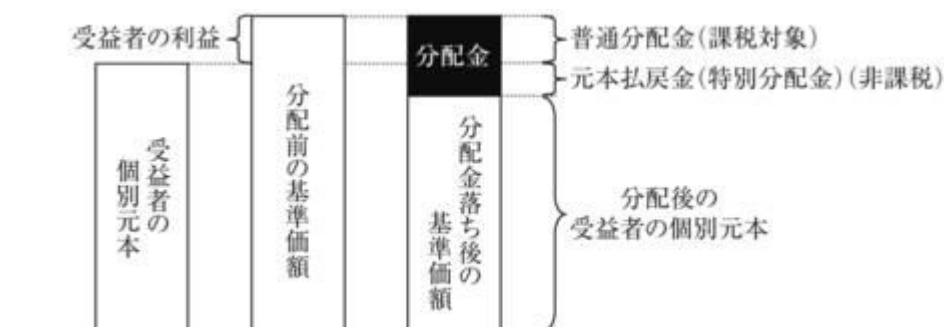 受益者の利益
分配金
普通分配金(課税対象)
元本払戻金(特別分配金)(非課税)
受益者の
個別元本
分配前の基準価額
分配金落ち後の
基準価額
分配後の
受益者の個別元本